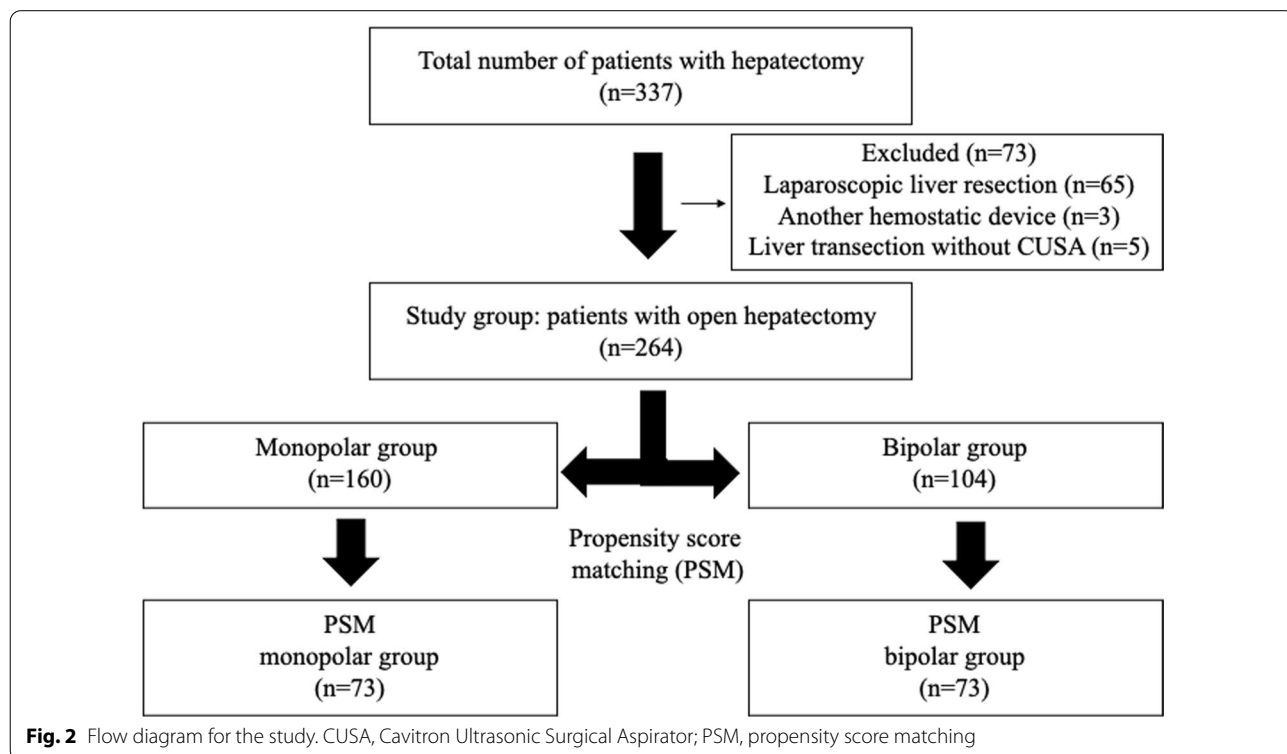 Total number of patients with hepatectomy
(n=337)
Excluded (n=73)
Laparoscopic liver resection (n=65)
Another hemostatic device (n=3)
Liver transection without CUSA (n=5)
Study group: patients with open hepatectomy
(n=264)
Monopolar group
(n=160)
Bipolar group
(n=104)
Propensity score
matching (PSM)
PSM
monopolar group
(n=73)
PSM
bipolar group
(n=73)
Fig. 2 Flow diagram for the study. CUSA, Cavitron Ultrasonic Surgical Aspirator; PSM, propensity score matching